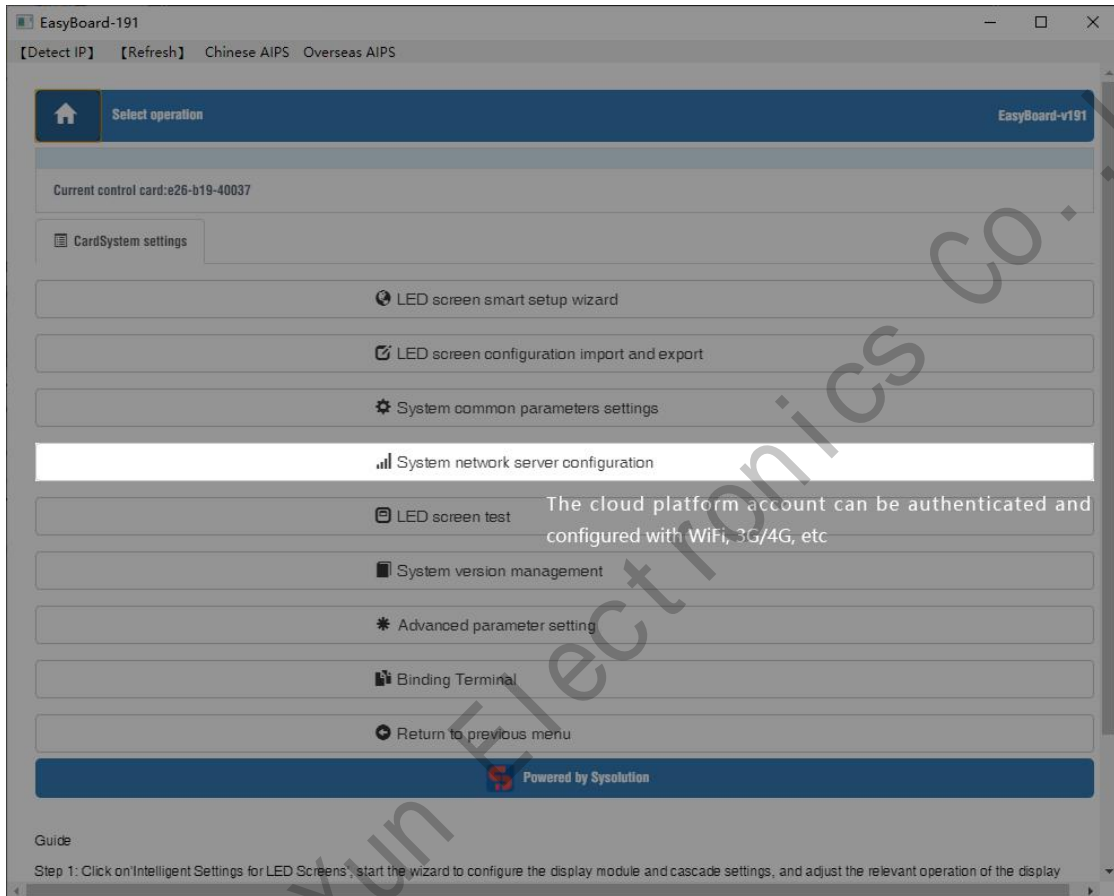 EasyBoard-191
【Detect IP】 【Refresh】 Chinese AIPS Overseas AIPS
Select operation EasyBoard-v191
Current control card:e26-b19-40037
CardSystem settings
LED screen smart setup wizard
LED screen configuration import and export
System common parameters settings
System network server configuration
The cloud platform account can be authenticated and
configured with WiFi, 3G/4G, etc
LED screen test
System version management
Advanced parameter setting
Binding Terminal
Return to previous menu
Powered by Sysolution
Guide
Step 1: Click on'Intelligent Settings for LED Screens', start the wizard to configure the display module and cascade settings, and adjust the relevant operation of the display
Electronics Co.